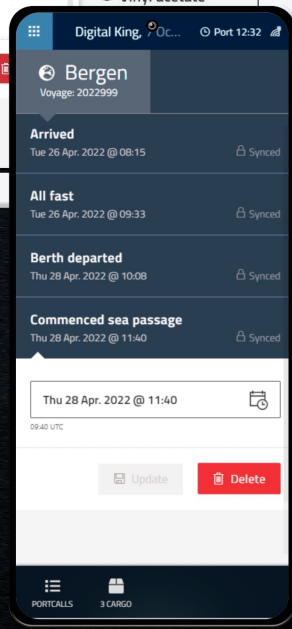 Vinyl acetate
Digital King, Oc... Port 12:32
Bergen
Voyage: 2022999
Arrived
Tue 26 Apr. 2022 @ 08:15 Synced
All fast
Tue 26 Apr. 2022 @ 09:33 Synced
Berth departed
Thu 28 Apr. 2022 @ 10:08 Synced
Commenced sea passage
Thu 28 Apr. 2022 @ 11:40 Synced
Thu 28 Apr. 2022 @ 11:40
09:40 UTC
Update Delete
PORTCALLS 3 CARGO